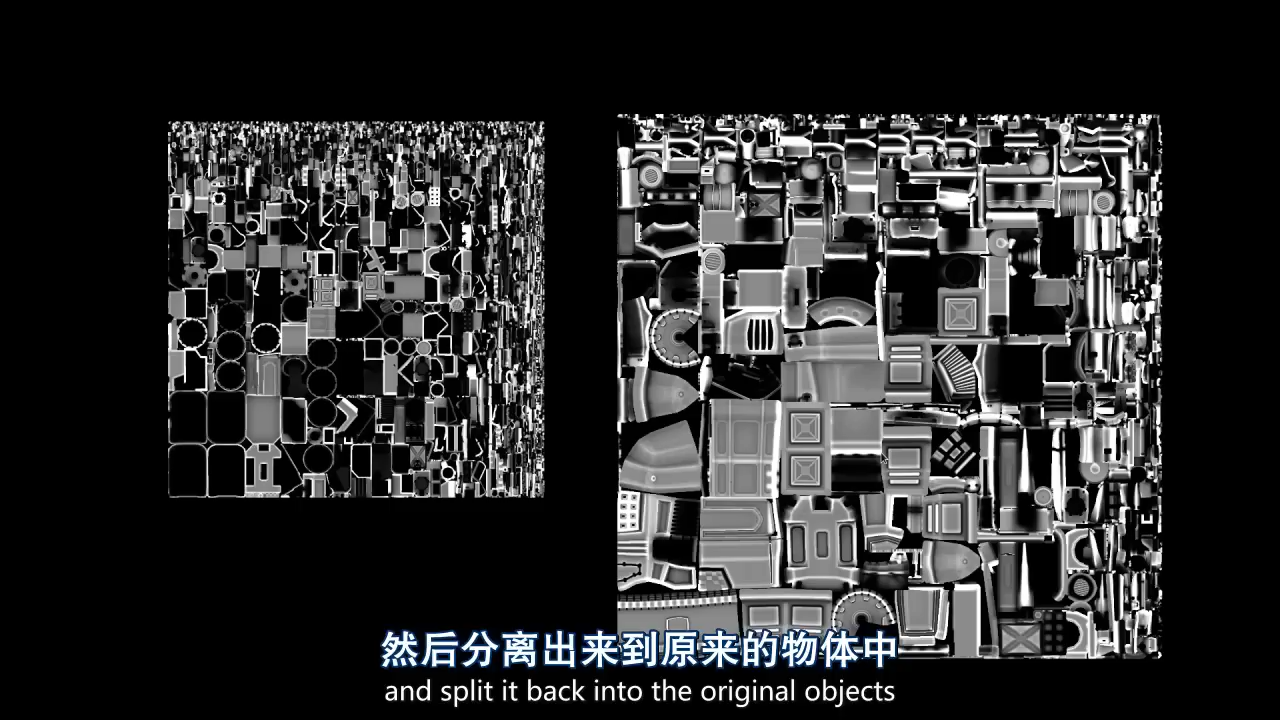 然后分离出来到原来的物体中
and split it back into the original objects